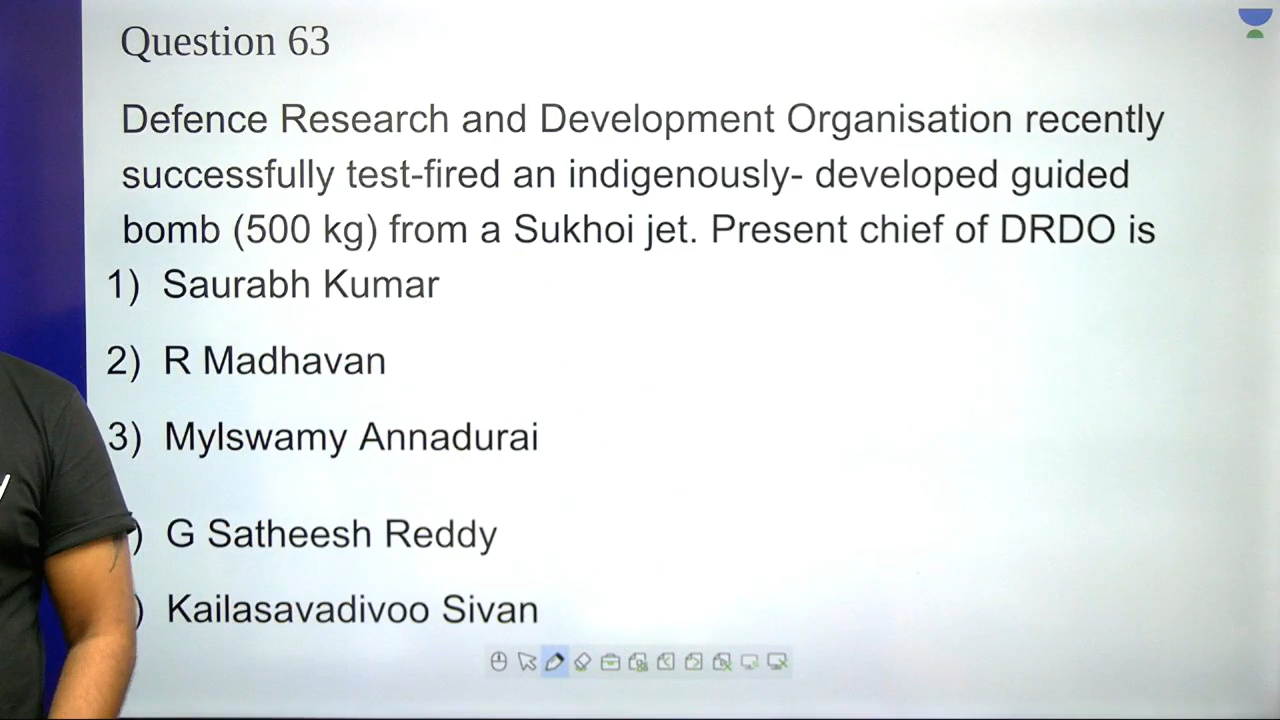 Question 63
Defence Research and Development Organisation recently
successfully test-fired an indigenously- developed guided
bomb (500 kg) from a Sukhoi jet. Present chief of DRDO is
1) Saurabh Kumar
2) R Madhavan
3) Mylswamy Annadurai
) G Satheesh Reddy
) Kailasavadivoo Sivan